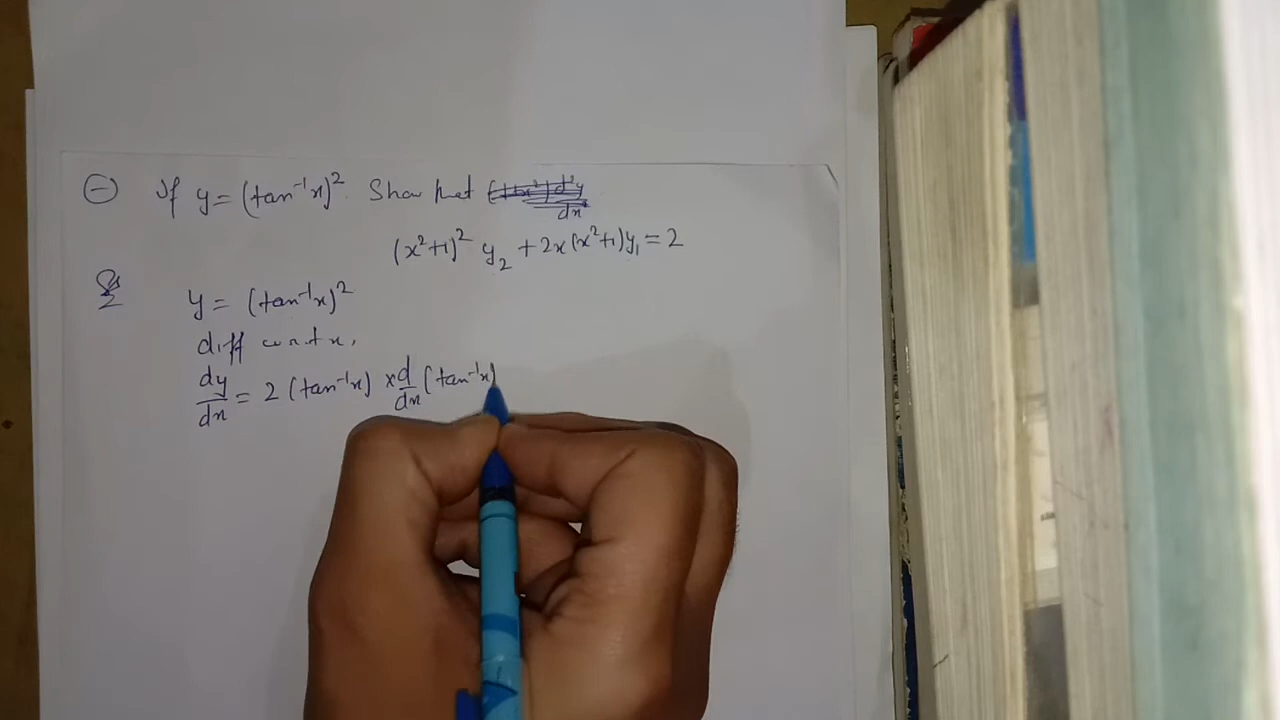 If y = (tan⁻¹x)². Show that
(x²+1)² y₂ + 2x(x²+1)y₁ = 2
y = (tan⁻¹x)²
diff w.r.t x,
dy/dx = 2 (tan⁻¹x) × d/dx (tan⁻¹x)